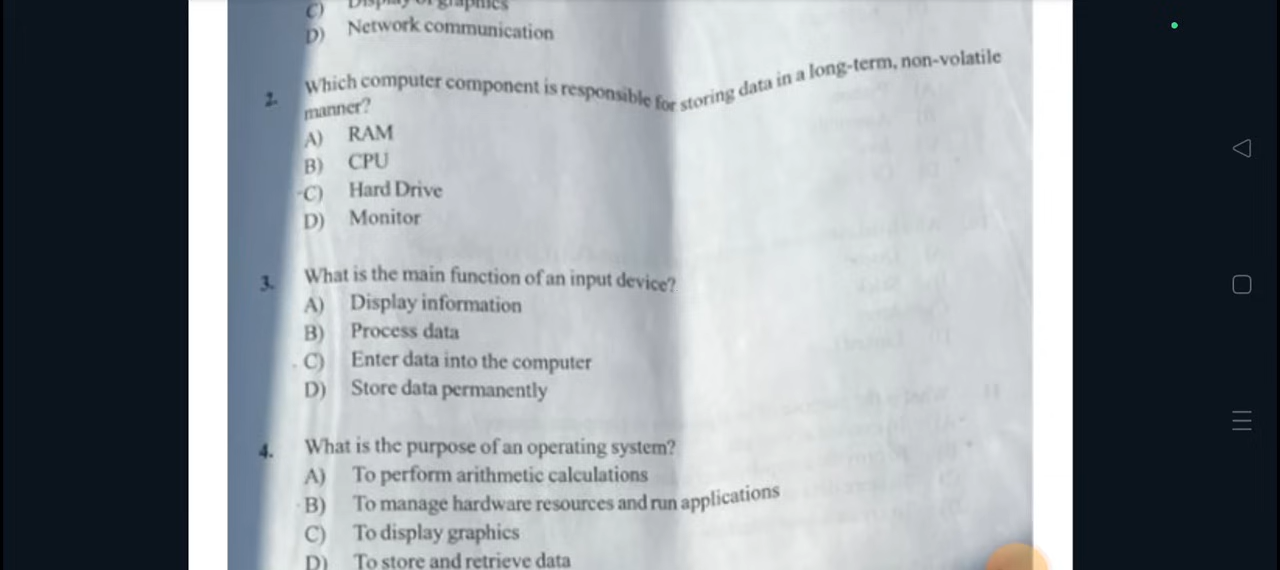 C) Display of graphics
D) Network communication
2. Which computer component is responsible for storing data in a long-term, non-volatile
manner?
A) RAM
B) CPU
C) Hard Drive
D) Monitor
3. What is the main function of an input device?
A) Display information
B) Process data
C) Enter data into the computer
D) Store data permanently
4. What is the purpose of an operating system?
A) To perform arithmetic calculations
B) To manage hardware resources and run applications
C) To display graphics
D) To store and retrieve data